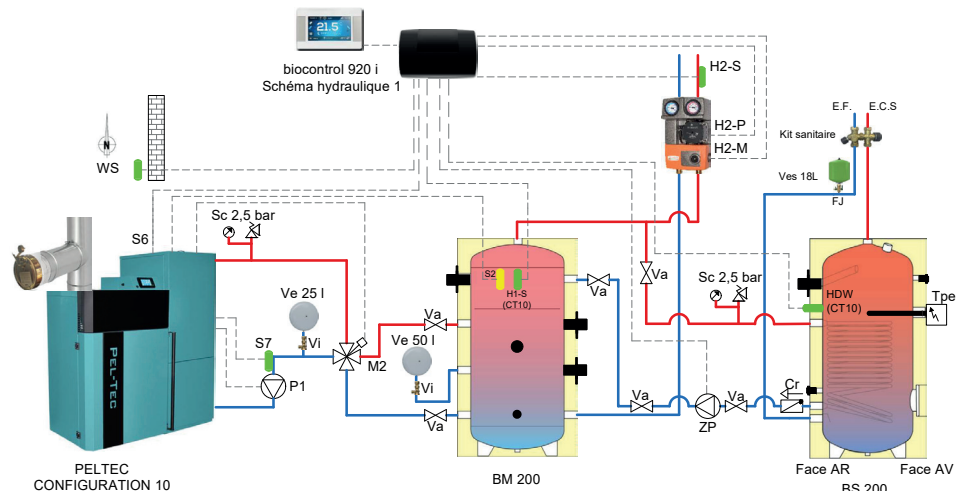 21.5
biocontrol 920 i
Schéma hydraulique 1
H2-S
E.F.
E.C.S
H2-P
Kit sanitaire
H2-M
N
WS
Ves 18L
FJ
Sc 2,5 bar
S6
S2
H1-S
(CT10)
Va
Va
Sc 2,5 bar
HDW
(CT10)
Tpe
Ve 25 l
Va
S7
Vi
Ve 50 l
M2
PEL-TEC
P1
Vi
Cr
Va
Va
Va
ZP
PELTEC
CONFIGURATION 10
BM 200
Face AR
Face AV
BS 200